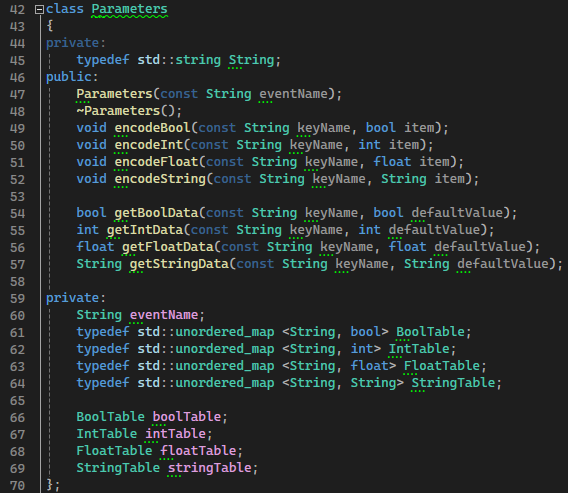 42 class Parameters
43 {
44 private:
45     typedef std::string String;
46 public:
47     Parameters(const String eventName);
48     ~Parameters();
49     void encodeBool(const String keyName, bool item);
50     void encodeInt(const String keyName, int item);
51     void encodeFloat(const String keyName, float item);
52     void encodeString(const String keyName, String item);
53
54     bool getBoolData(const String keyName, bool defaultValue);
55     int getIntData(const String keyName, int defaultValue);
56     float getFloatData(const String keyName, float defaultValue);
57     String getStringData(const String keyName, String defaultValue);
58
59 private:
60     String eventName;
61     typedef std::unordered_map <String, bool> BoolTable;
62     typedef std::unordered_map <String, int> IntTable;
63     typedef std::unordered_map <String, float> FloatTable;
64     typedef std::unordered_map <String, String> StringTable;
65
66     BoolTable boolTable;
67     IntTable intTable;
68     FloatTable floatTable;
69     StringTable stringTable;
70 };